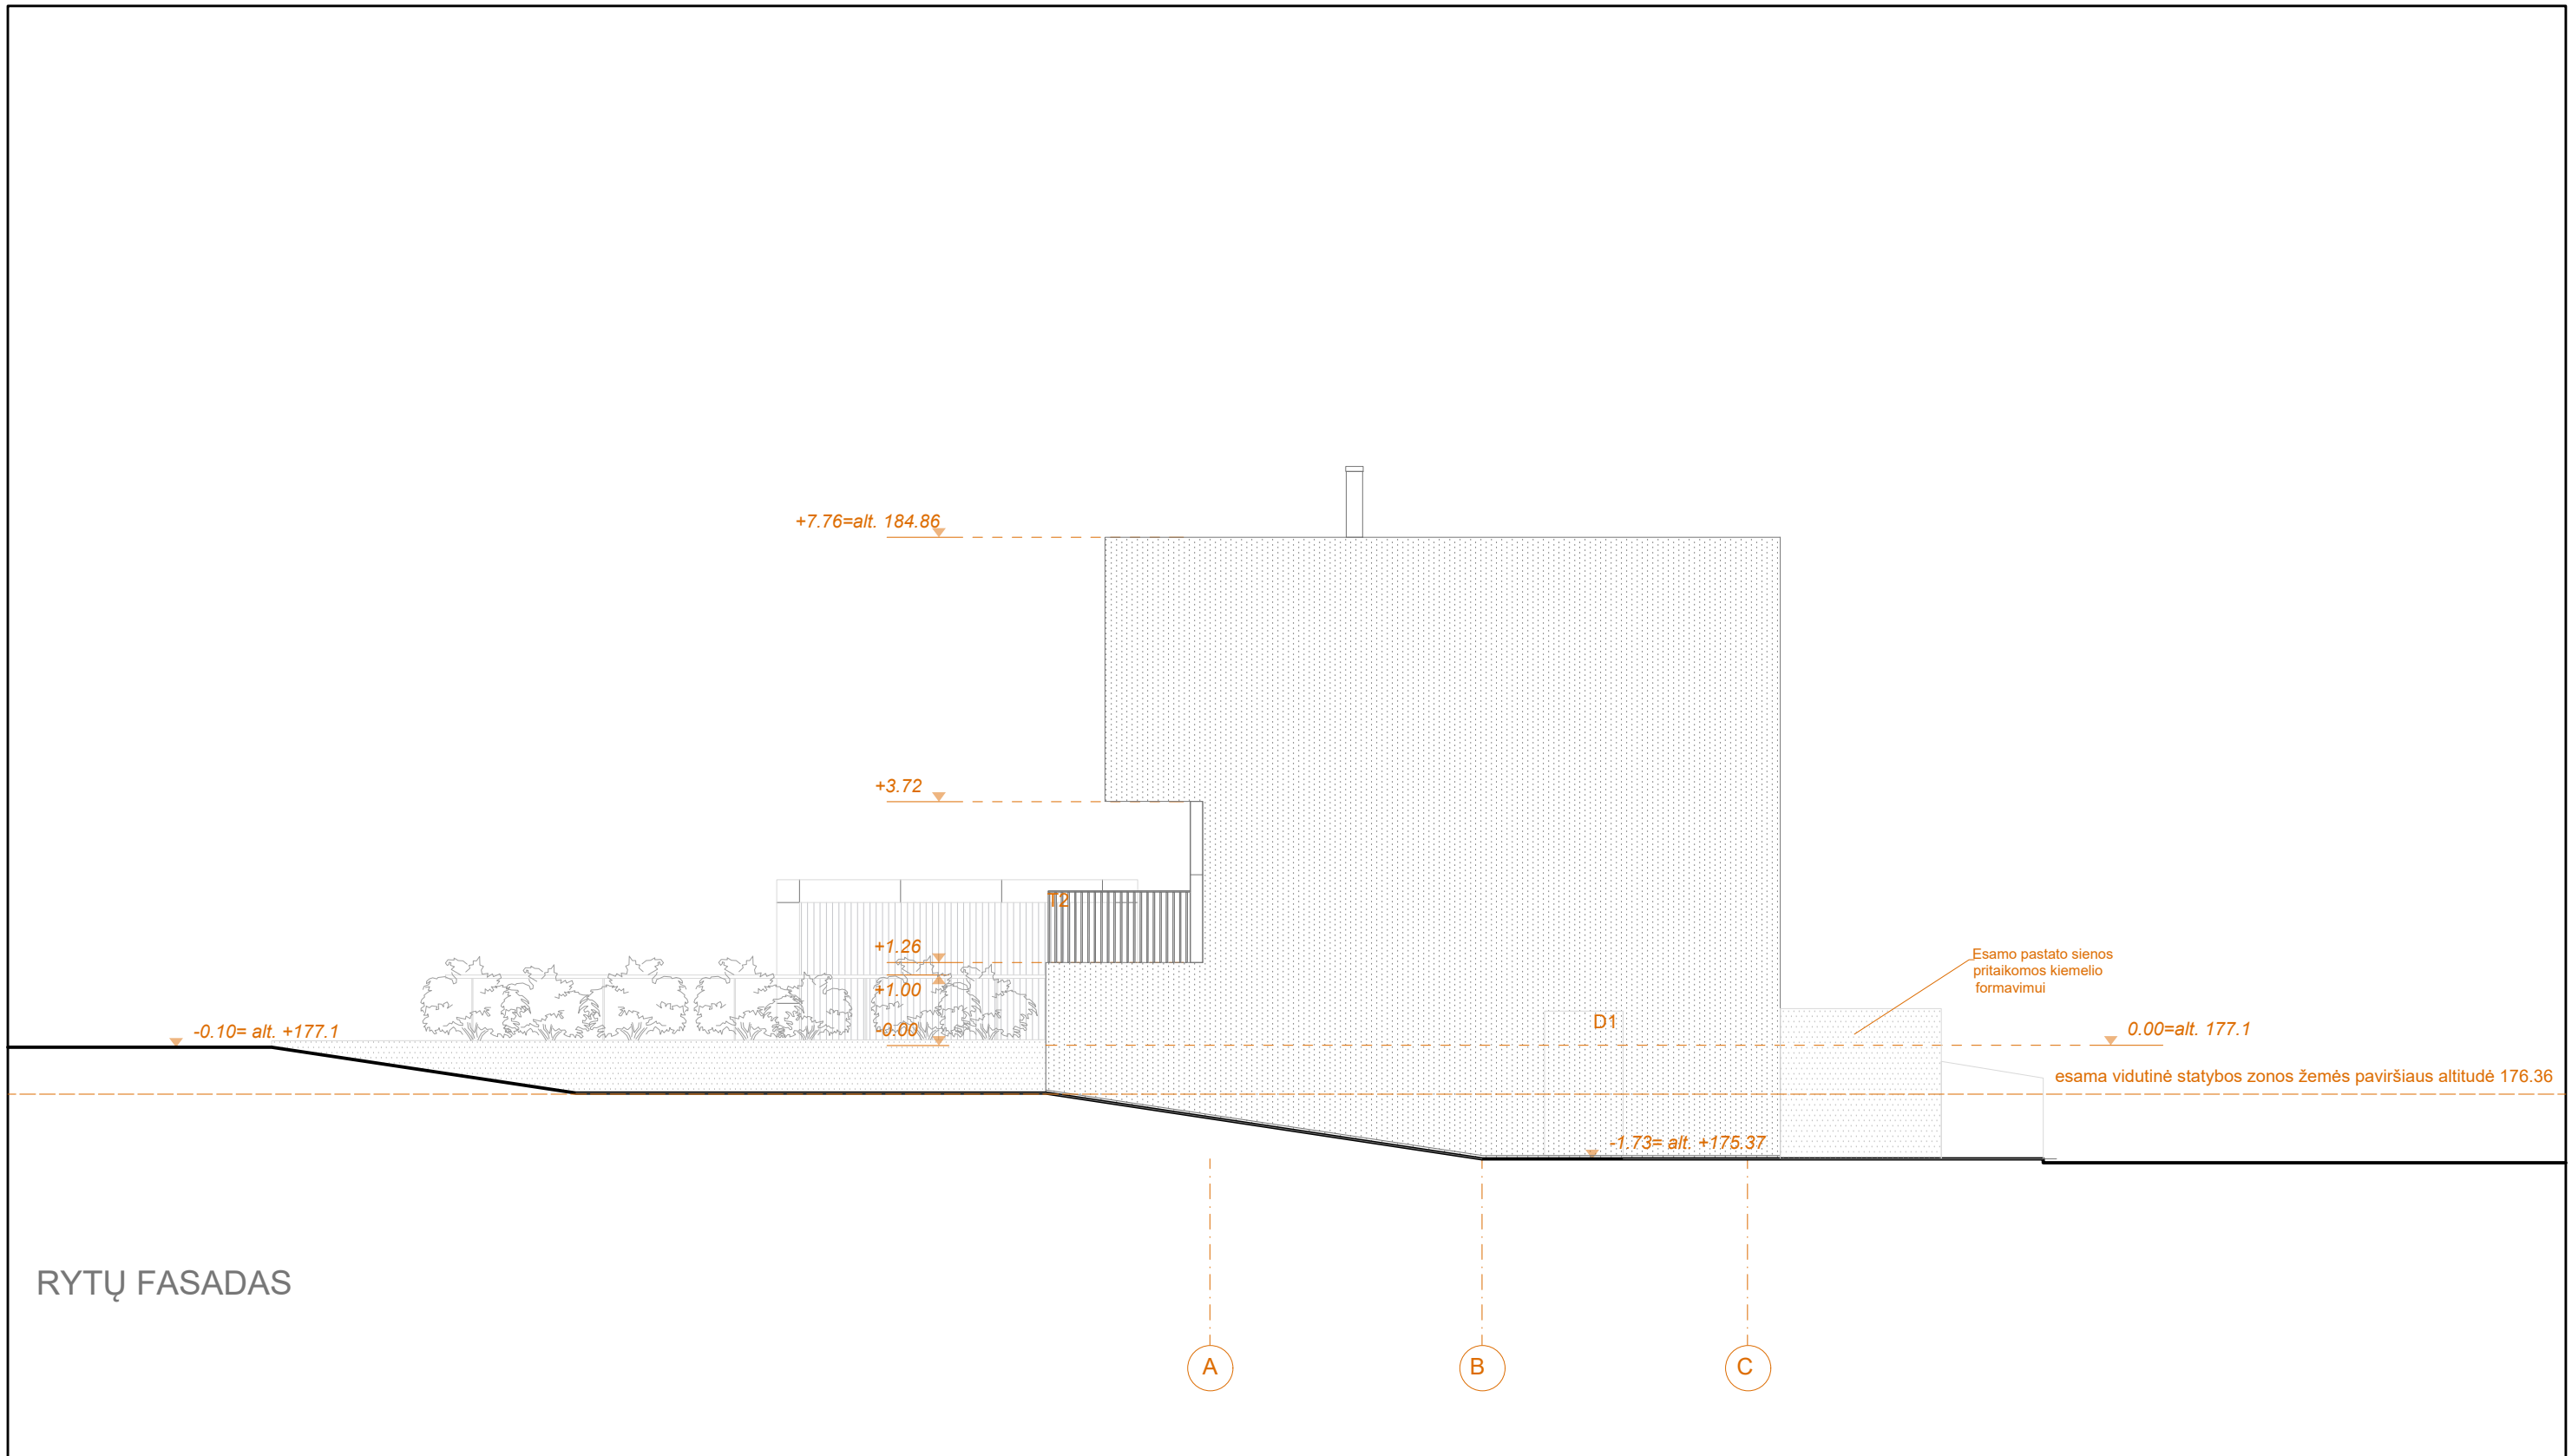 +7.76=alt. 184.86
+3.72
T2
+1.26
+1.00
-0.00
-0.10= alt. +177.1
D1
Esamo pastato sienos
pritaikomos kiemelio
formavimui
0.00=alt. 177.1
esama vidutinė statybos zonos žemės paviršiaus altitudė 176.36
-1.73= alt. +175.37
RYTŲ FASADAS
A
B
C